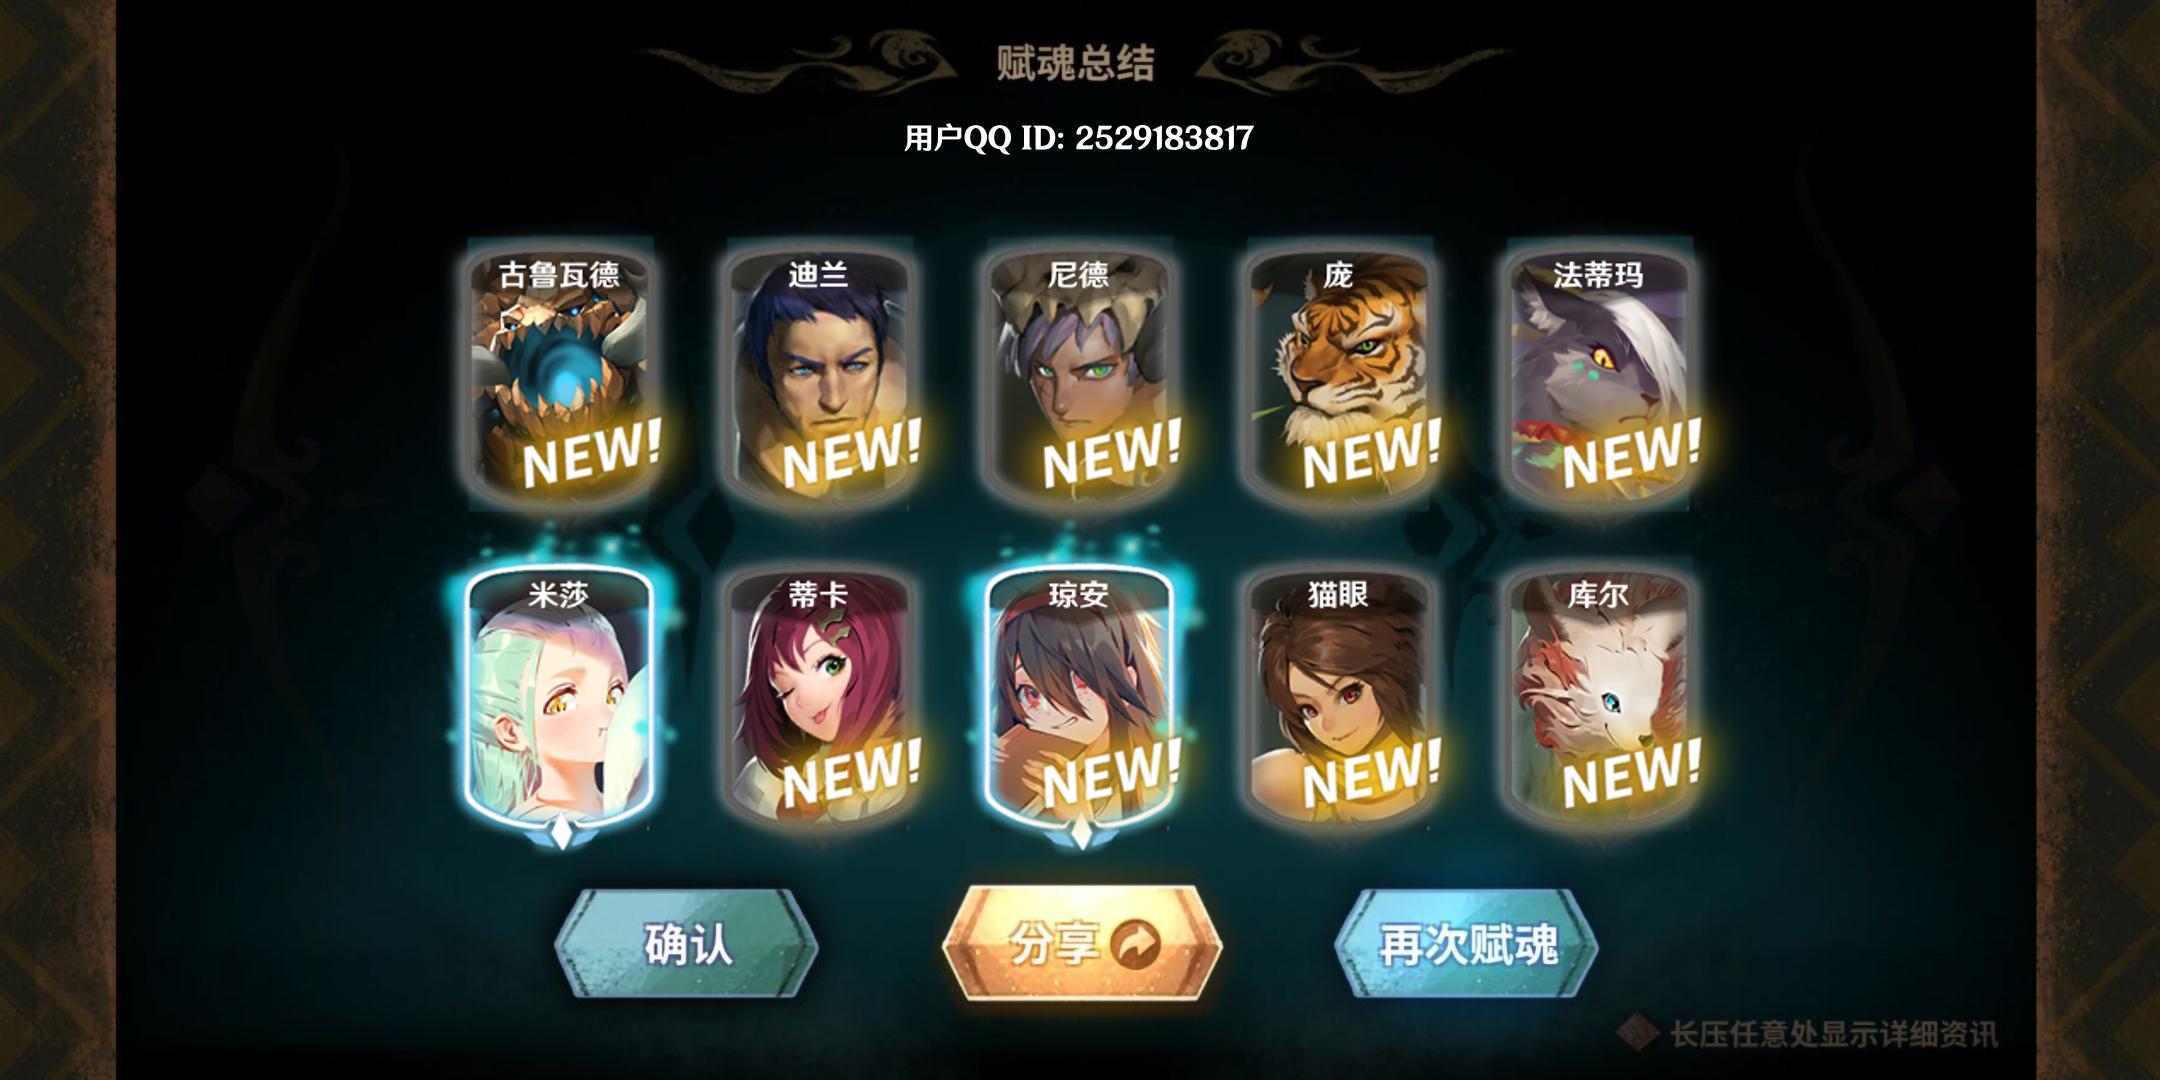 赋魂总结
用户QQ ID: 2529183817
古鲁瓦德
迪兰
尼德
庞
法蒂玛
NEW!
NEW!
NEW!
NEW!
NEW!
米莎
蒂卡
琼安
猫眼
库尔
NEW!
NEW!
NEW!
NEW!
确认
分享
再次赋魂
长压任意处显示详细资讯